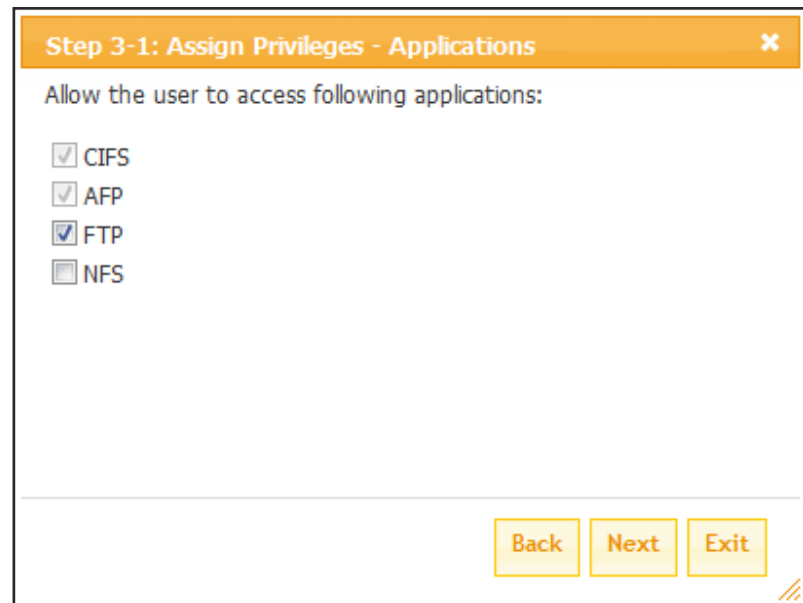 Step 3-1: Assign Privileges - Applications
Allow the user to access following applications:
CIFS
AFP
FTP
NFS
Back Next Exit